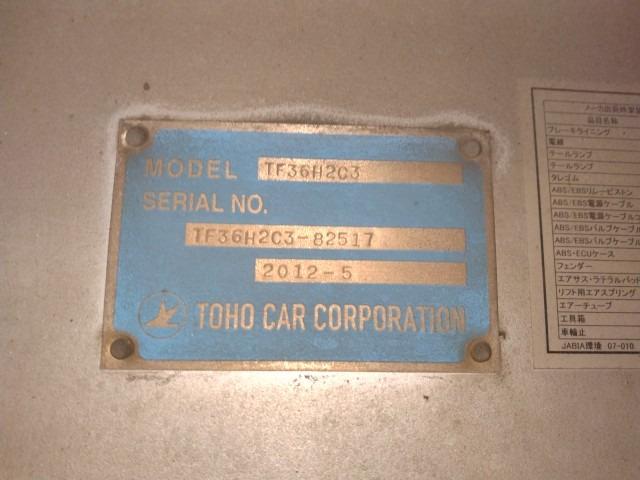 MODEL TF36H2C3
SERIAL NO.
TF36H2C3-82517
2012-5
TOHO CAR CORPORATION
品目名称
ブレーキライニング
電線
テールランプ
テールランプ
タレゴム
ABS/EBSリレーピストン
ABS/EBS電源ケーブル
ABS/EBS電源ケーブル
ABS/EBSバルブケーブル
ABS/EBSバルブケーブル
ABS・ECUケース
フェンダー
エアサス・ラテラルパッド
リフト用エアスプリング
エアーチューブ
工具箱
車輪止
JABIA環境 07-010